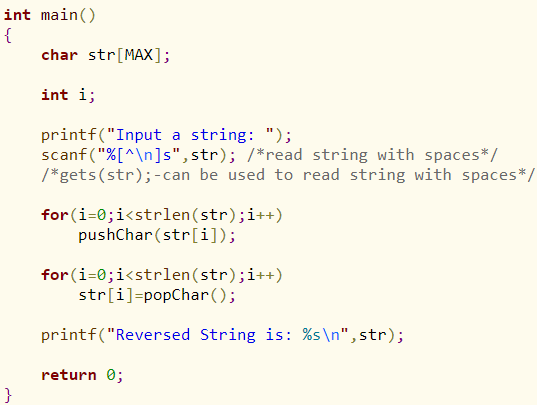 int main()
{
    char str[MAX];
    int i;
    printf("Input a string: ");
    scanf("%[^\n]s",str); /*read string with spaces*/
    /*gets(str);-can be used to read string with spaces*/
    for(i=0;i<strlen(str);i++)
        pushChar(str[i]);
    for(i=0;i<strlen(str);i++)
        str[i]=popChar();
    printf("Reversed String is: %s\n",str);
    return 0;
}